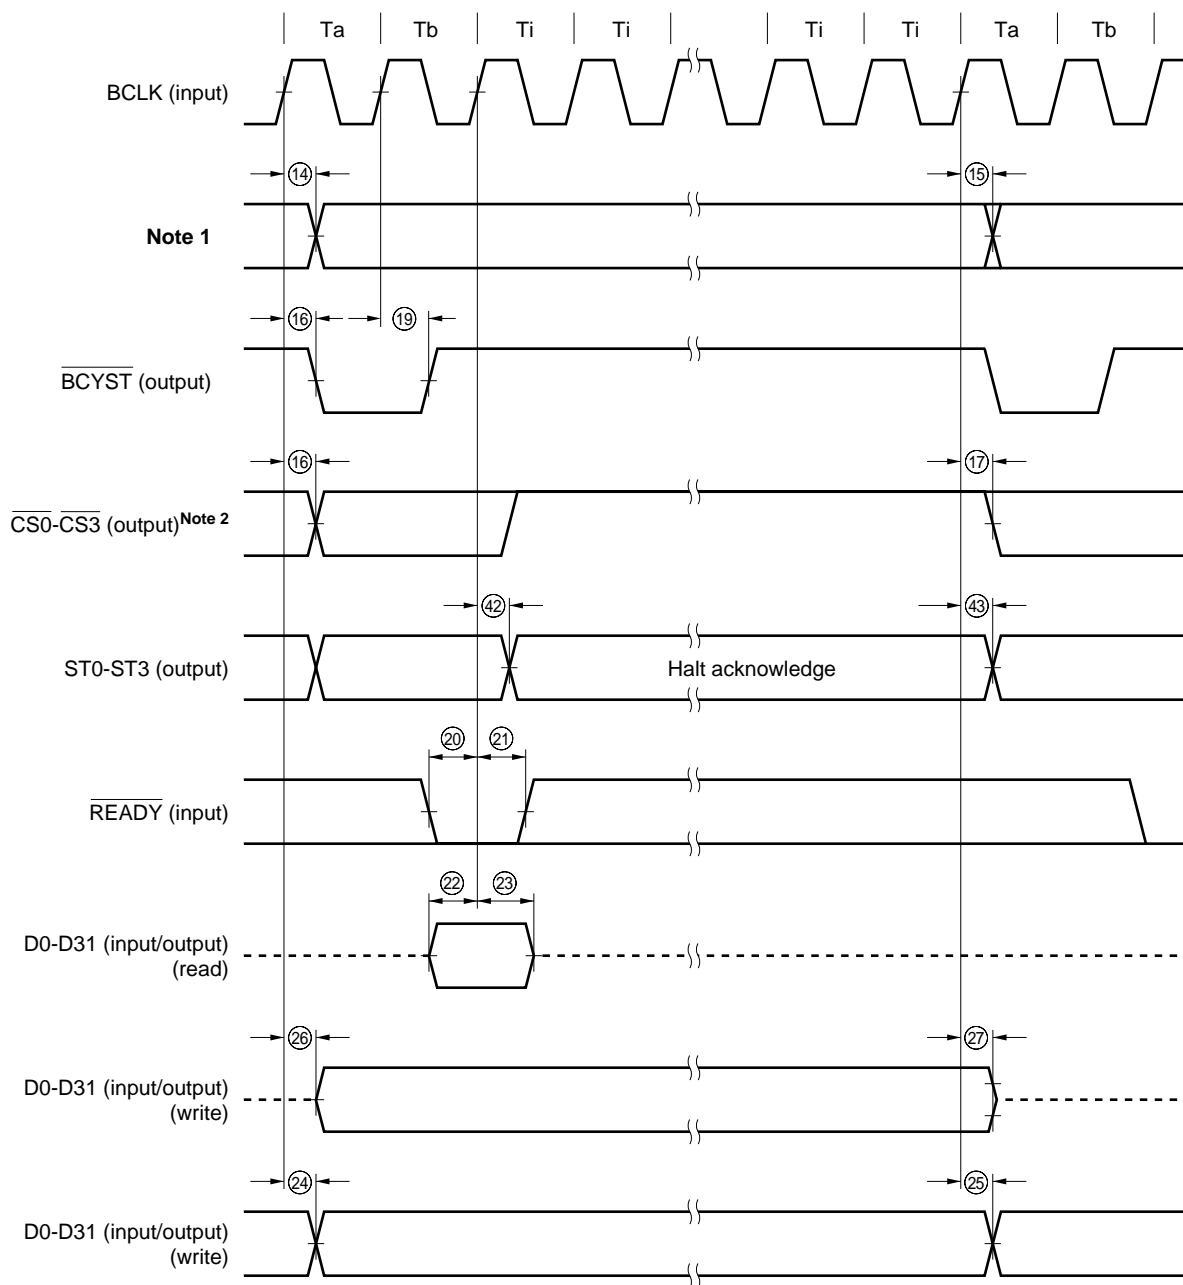 Ta Tb Ti Ti Ti Ti Ta Tb
BCLK (input)
14 15
Note 1
16 19
BCYST (output)
16 17
CS0-CS3 (output)Note 2
42 43
ST0-ST3 (output) Halt acknowledge
20 21
READY (input)
22 23
D0-D31 (input/output)
(read)
26 27
D0-D31 (input/output)
(write)
24 25
D0-D31 (input/output)
(write)